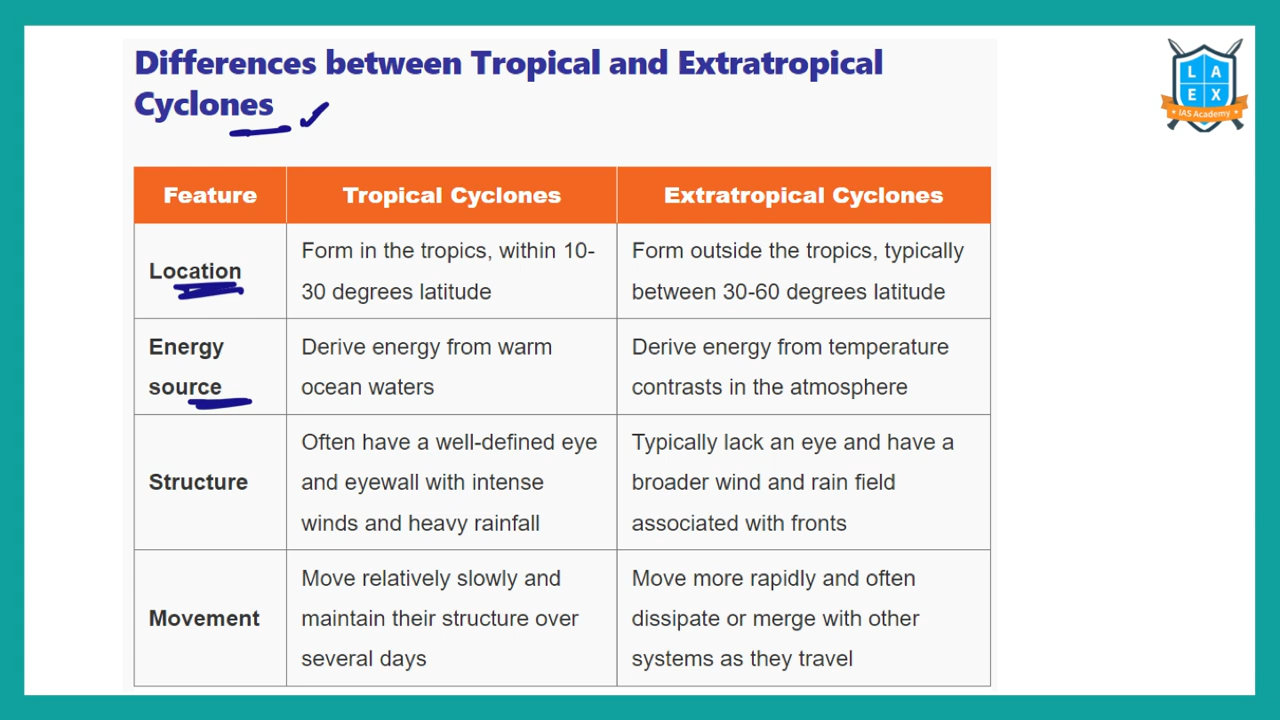 Differences between Tropical and Extratropical
Cyclones
L A
E X
IAS Academy
Feature
Tropical Cyclones
Extratropical Cyclones
Location
Form in the tropics, within 10-
30 degrees latitude
Form outside the tropics, typically
between 30-60 degrees latitude
Energy
source
Derive energy from warm
ocean waters
Derive energy from temperature
contrasts in the atmosphere
Structure
Often have a well-defined eye
and eyewall with intense
winds and heavy rainfall
Typically lack an eye and have a
broader wind and rain field
associated with fronts
Movement
Move relatively slowly and
maintain their structure over
several days
Move more rapidly and often
dissipate or merge with other
systems as they travel